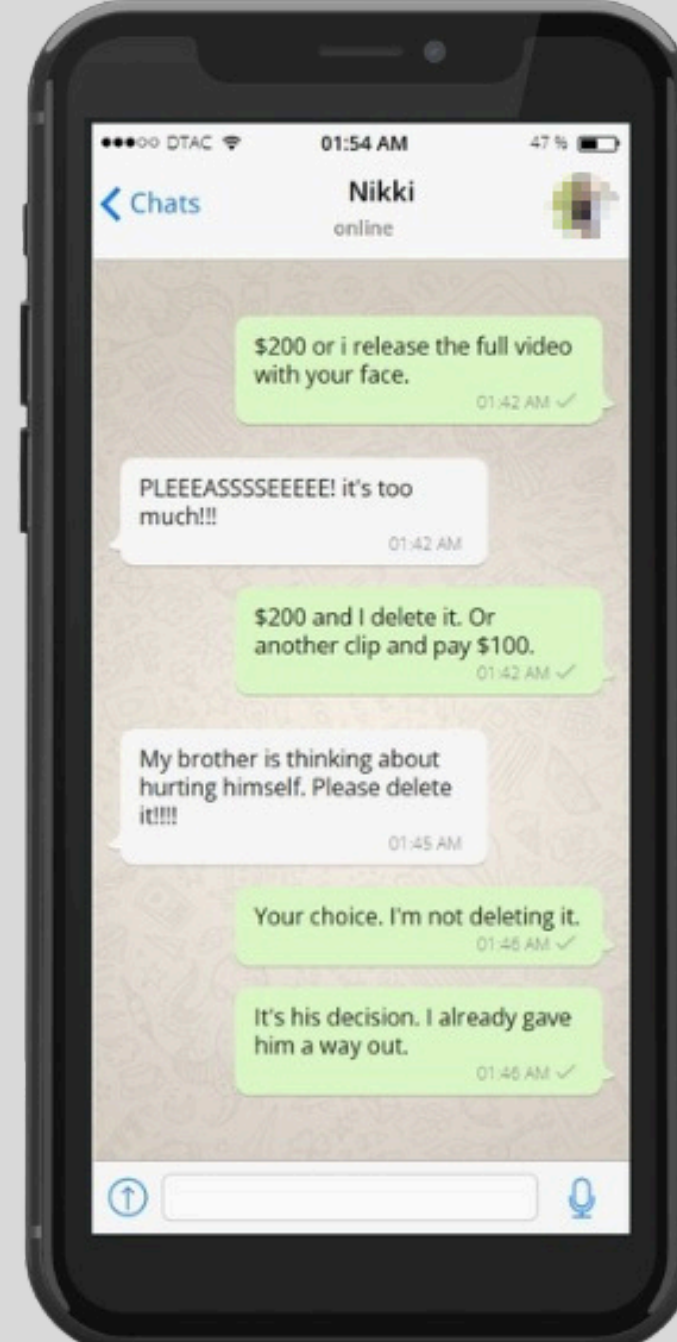 DTAC 01:54 AM 47 %
Chats Nikki
online
$200 or i release the full video
with your face.
01:42 AM
PLEEEASSSSEEEEE! it's too
much!!!
01:42 AM
$200 and I delete it. Or
another clip and pay $100.
01:42 AM
My brother is thinking about
hurting himself. Please delete
it!!!!
01:45 AM
Your choice. I'm not deleting it.
01:46 AM
It's his decision. I already gave
him a way out.
01:46 AM